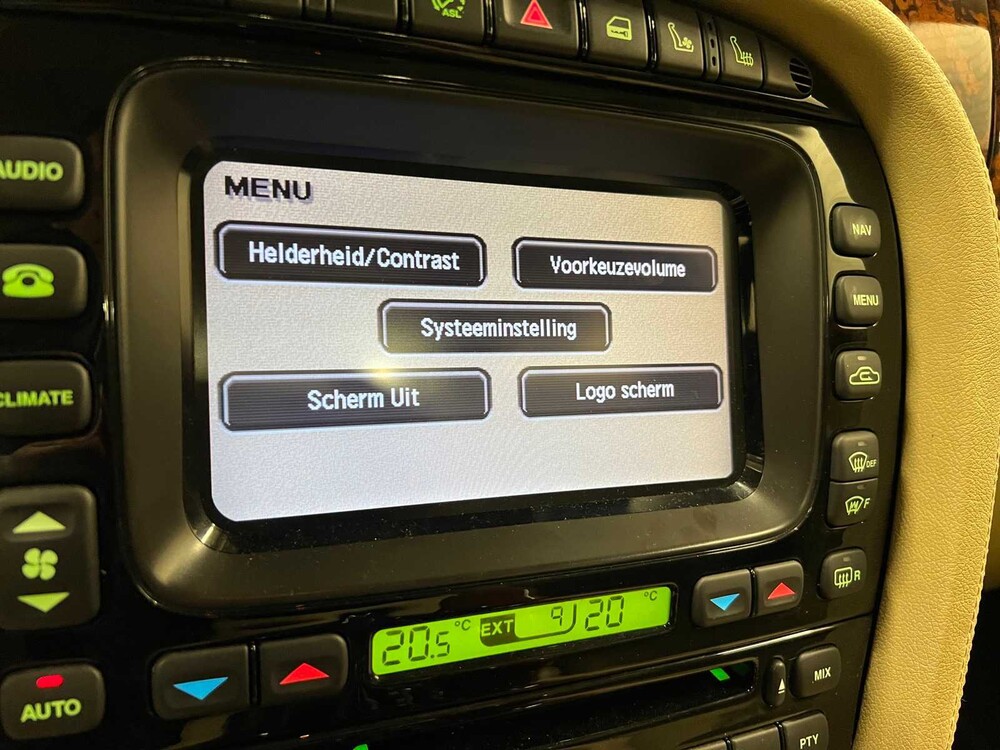 ASL
AUDIO
MENU
Helderheid/Contrast
Voorkeuzevolume
Systeeminstelling
Scherm Uit
Logo scherm
NAV
MENU
CLIMATE
DEF
F
R
20.5°C EXT 9 20°C
AUTO
MIX
PTY